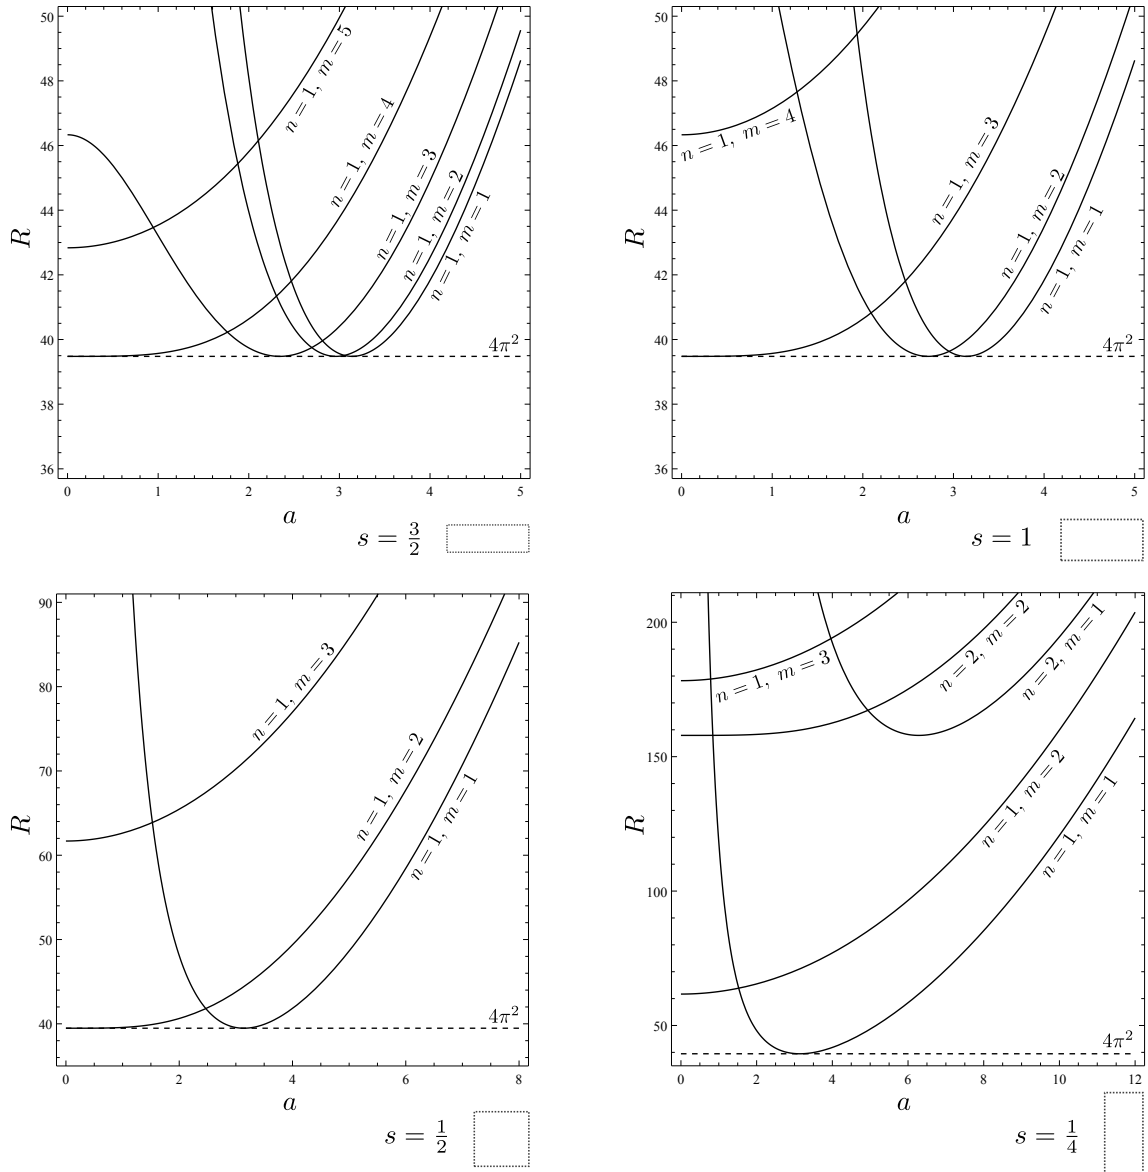 50
48
46
44
42
40
38
36
R
n = 1, m = 5
n = 1, m = 4
n = 1, m = 3
n = 1, m = 2
n = 1, m = 1
4π²
0 1 2 3 4 5
a
s = 3/2
50
48
46
44
42
40
38
36
R
n = 1, m = 4
n = 1, m = 3
n = 1, m = 2
n = 1, m = 1
4π²
0 1 2 3 4 5
a
s = 1
90
80
70
60
50
40
R
n = 1, m = 3
n = 1, m = 2
n = 1, m = 1
4π²
0 2 4 6 8
a
s = 1/2
200
150
100
50
R
n = 1, m = 3
n = 2, m = 2
n = 2, m = 1
n = 1, m = 2
n = 1, m = 1
4π²
0 2 4 6 8 10 12
a
s = 1/4